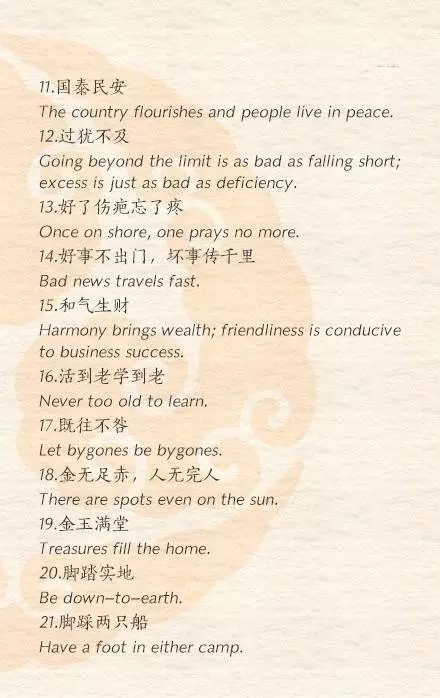 11.国泰民安
The country flourishes and people live in peace.
12.过犹不及
Going beyond the limit is as bad as falling short;
excess is just as bad as deficiency.
13.好了伤疤忘了疼
Once on shore, one prays no more.
14.好事不出门，坏事传千里
Bad news travels fast.
15.和气生财
Harmony brings wealth; friendliness is conducive
to business success.
16.活到老学到老
Never too old to learn.
17.既往不咎
Let bygones be bygones.
18.金无足赤，人无完人
There are spots even on the sun.
19.金玉满堂
Treasures fill the home.
20.脚踏实地
Be down–to–earth.
21.脚踩两只船
Have a foot in either camp.